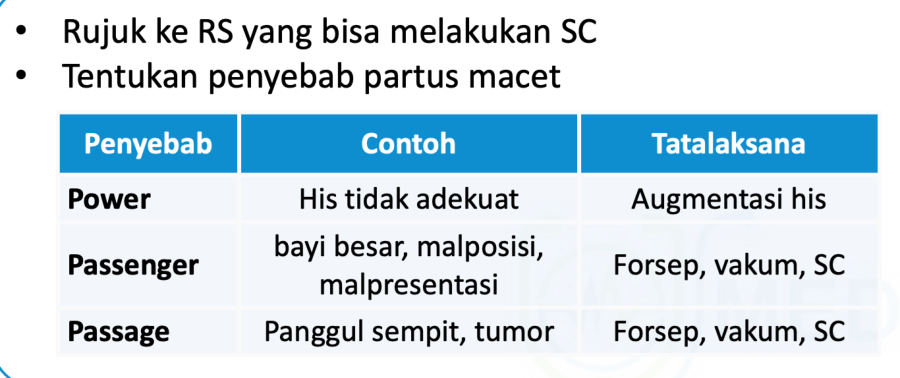 • Rujuk ke RS yang bisa melakukan SC
• Tentukan penyebab partus macet
Penyebab Contoh Tatalaksana
Power His tidak adekuat Augmentasi his
Passenger bayi besar, malposisi, malpresentasi Forsep, vakum, SC
Passage Panggul sempit, tumor Forsep, vakum, SC
MED